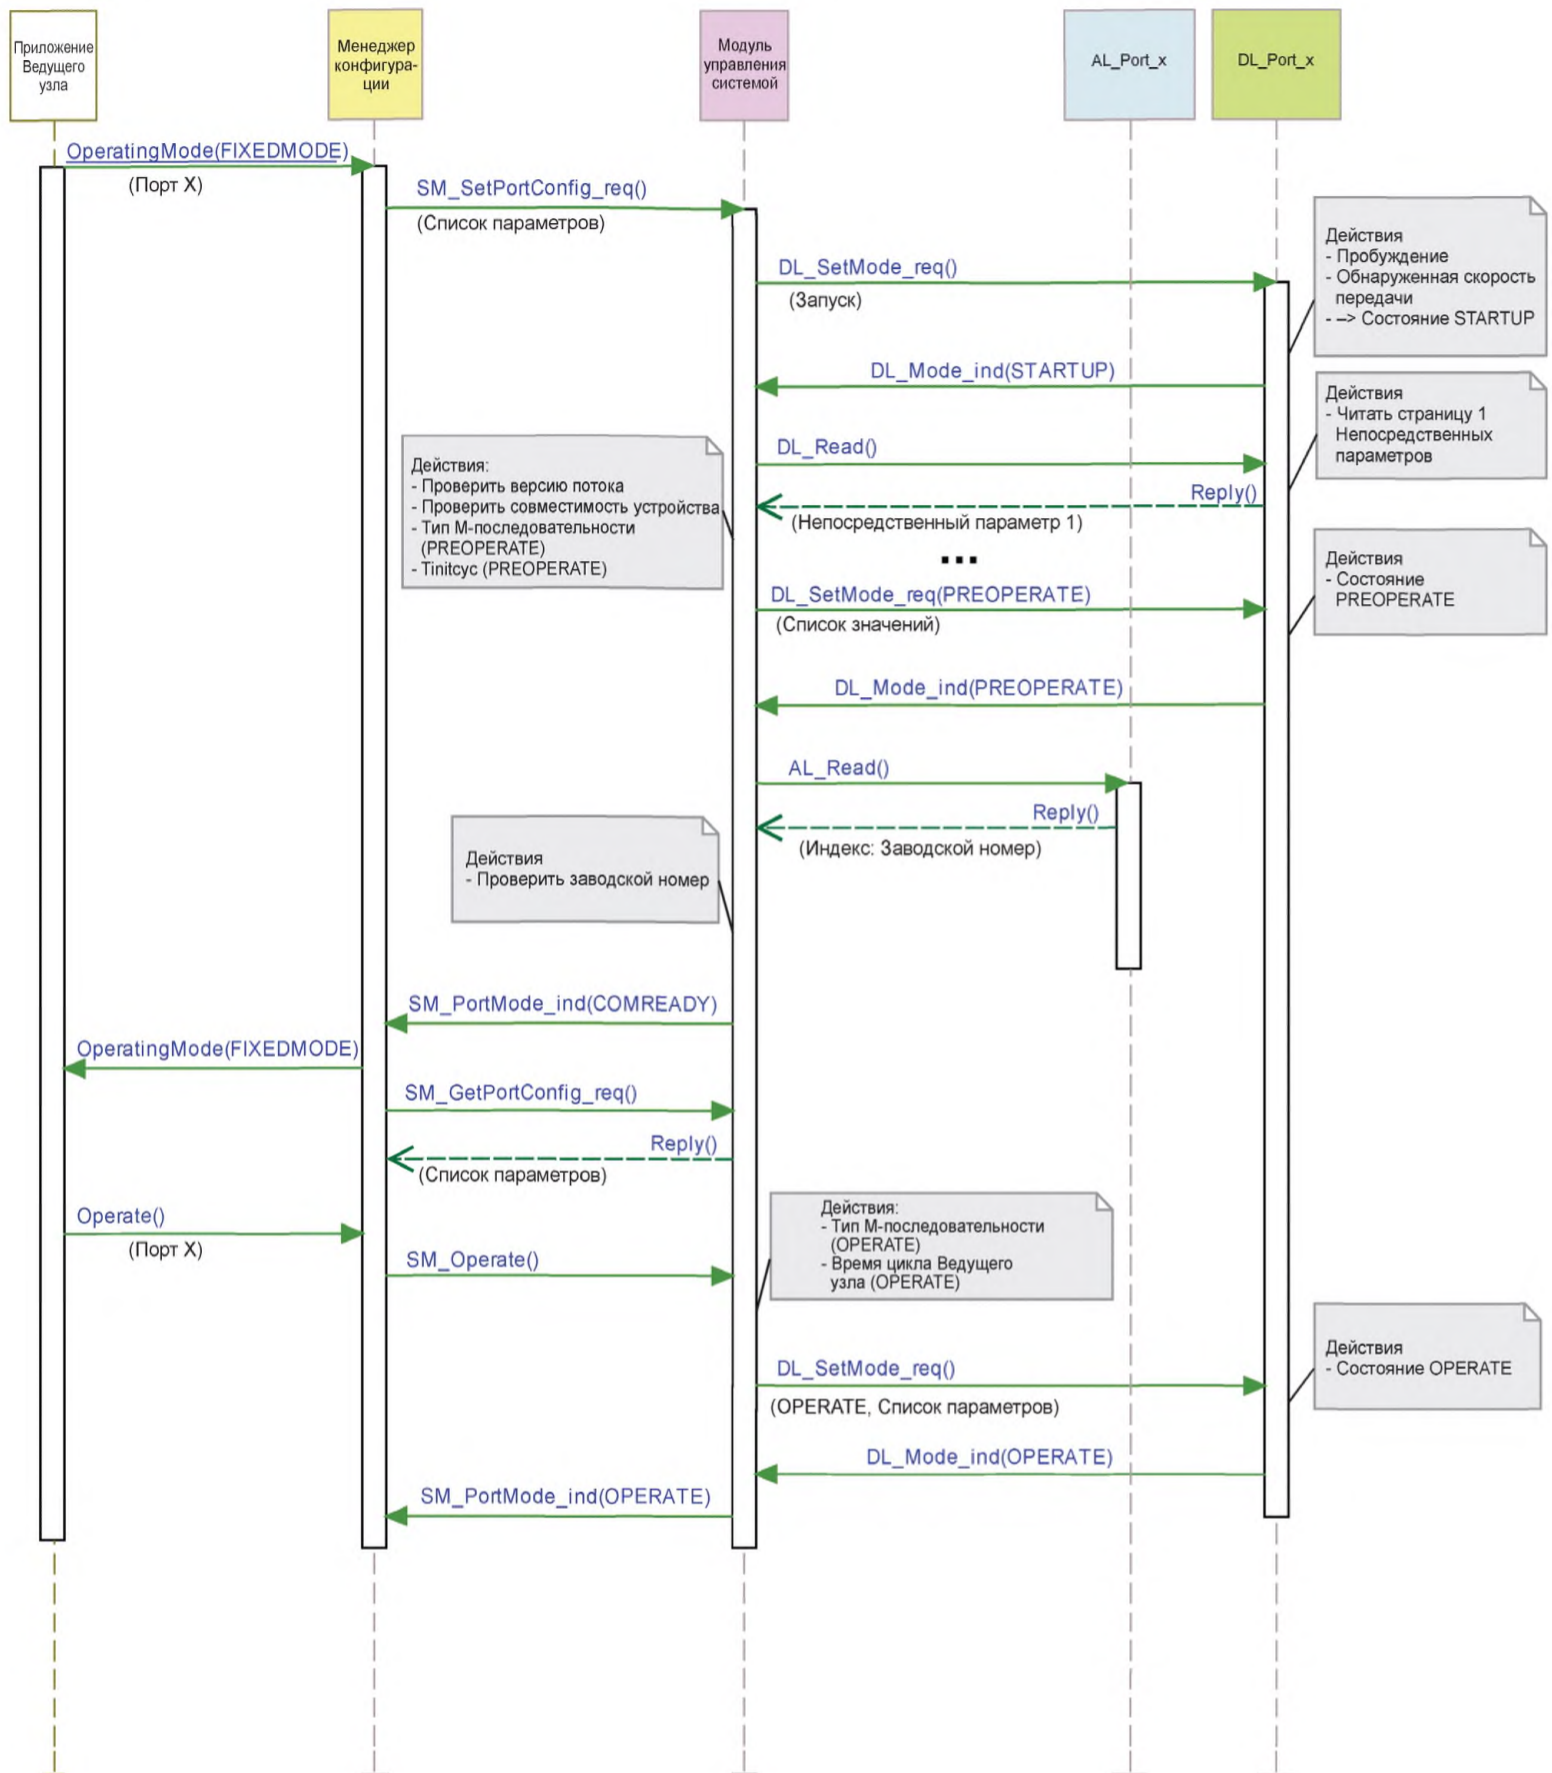 Приложение
Ведущего
узла
Менеджер
конфигура-
ции
Модуль
управления
системой
AL_Port_x
DL_Port_x
OperatingMode(FIXEDMODE)
(Порт X)
SM_SetPortConfig_req()
(Список параметров)
DL_SetMode_req()
(Запуск)
Действия
- Пробуждение
- Обнаруженная скорость
передачи
- –> Состояние STARTUP
DL_Mode_ind(STARTUP)
Действия
- Читать страницу 1
Непосредственных
параметров
DL_Read()
Действия:
- Проверить версию потока
- Проверить совместимость устройства
- Тип М-последовательности
(PREOPERATE)
- Tinitcyc (PREOPERATE)
Reply()
(Непосредственный параметр 1)
...
Действия
- Состояние
PREOPERATE
DL_SetMode_req(PREOPERATE)
(Список значений)
DL_Mode_ind(PREOPERATE)
AL_Read()
Reply()
(Индекс: Заводской номер)
Действия
- Проверить заводской номер
SM_PortMode_ind(COMREADY)
OperatingMode(FIXEDMODE)
SM_GetPortConfig_req()
Reply()
(Список параметров)
Operate()
(Порт X)
Действия:
- Тип М-последовательности
(OPERATE)
- Время цикла Ведущего
узла (OPERATE)
SM_Operate()
Действия
- Состояние OPERATE
DL_SetMode_req()
(OPERATE, Список параметров)
DL_Mode_ind(OPERATE)
SM_PortMode_ind(OPERATE)